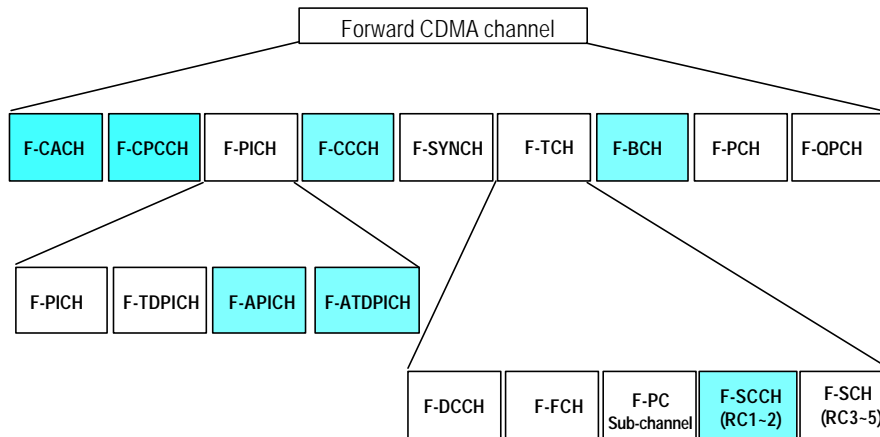 Forward CDMA channel
F-CACH F-CPCCH F-PICH F-CCCH F-SYNCH F-TCH F-BCH F-PCH F-QPCH
F-PICH F-TDPICH F-APICH F-ATDPICH
F-DCCH F-FCH F-PC F-SCCH F-SCH
Sub-channel (RC1~2) (RC3~5)